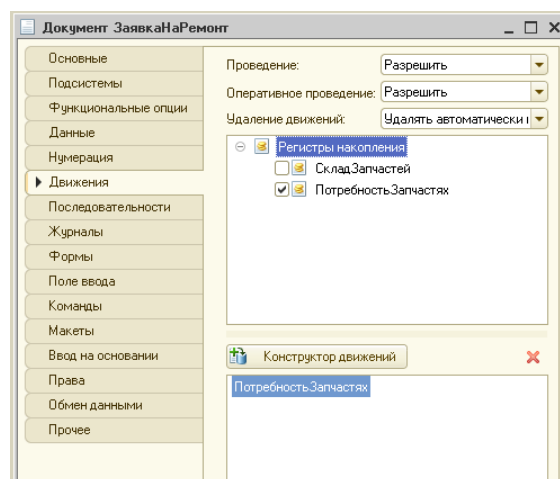 Документ ЗаявкаНаРемонт
Основные
Подсистемы
Функциональные опции
Данные
Нумерация
Движения
Последовательности
Журналы
Формы
Поле ввода
Команды
Макеты
Ввод на основании
Права
Обмен данными
Прочее
Проведение: Разрешить
Оперативное проведение: Разрешить
Удаление движений: Удалять автоматически
Регистры накопления
СкладЗапчастей
ПотребностьЗапчастях
Конструктор движений
ПотребностьЗапчастях